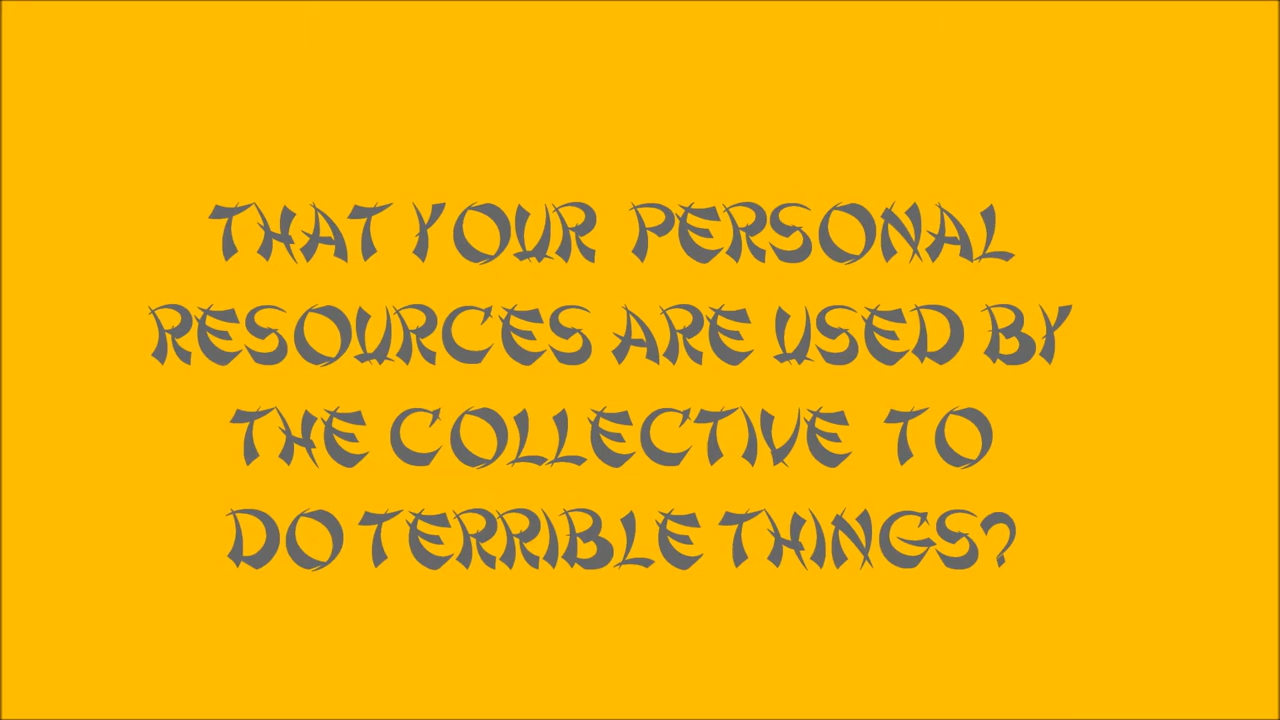 THAT YOUR PERSONAL
RESOURCES ARE USED BY
THE COLLECTIVE TO
DO TERRIBLE THINGS?